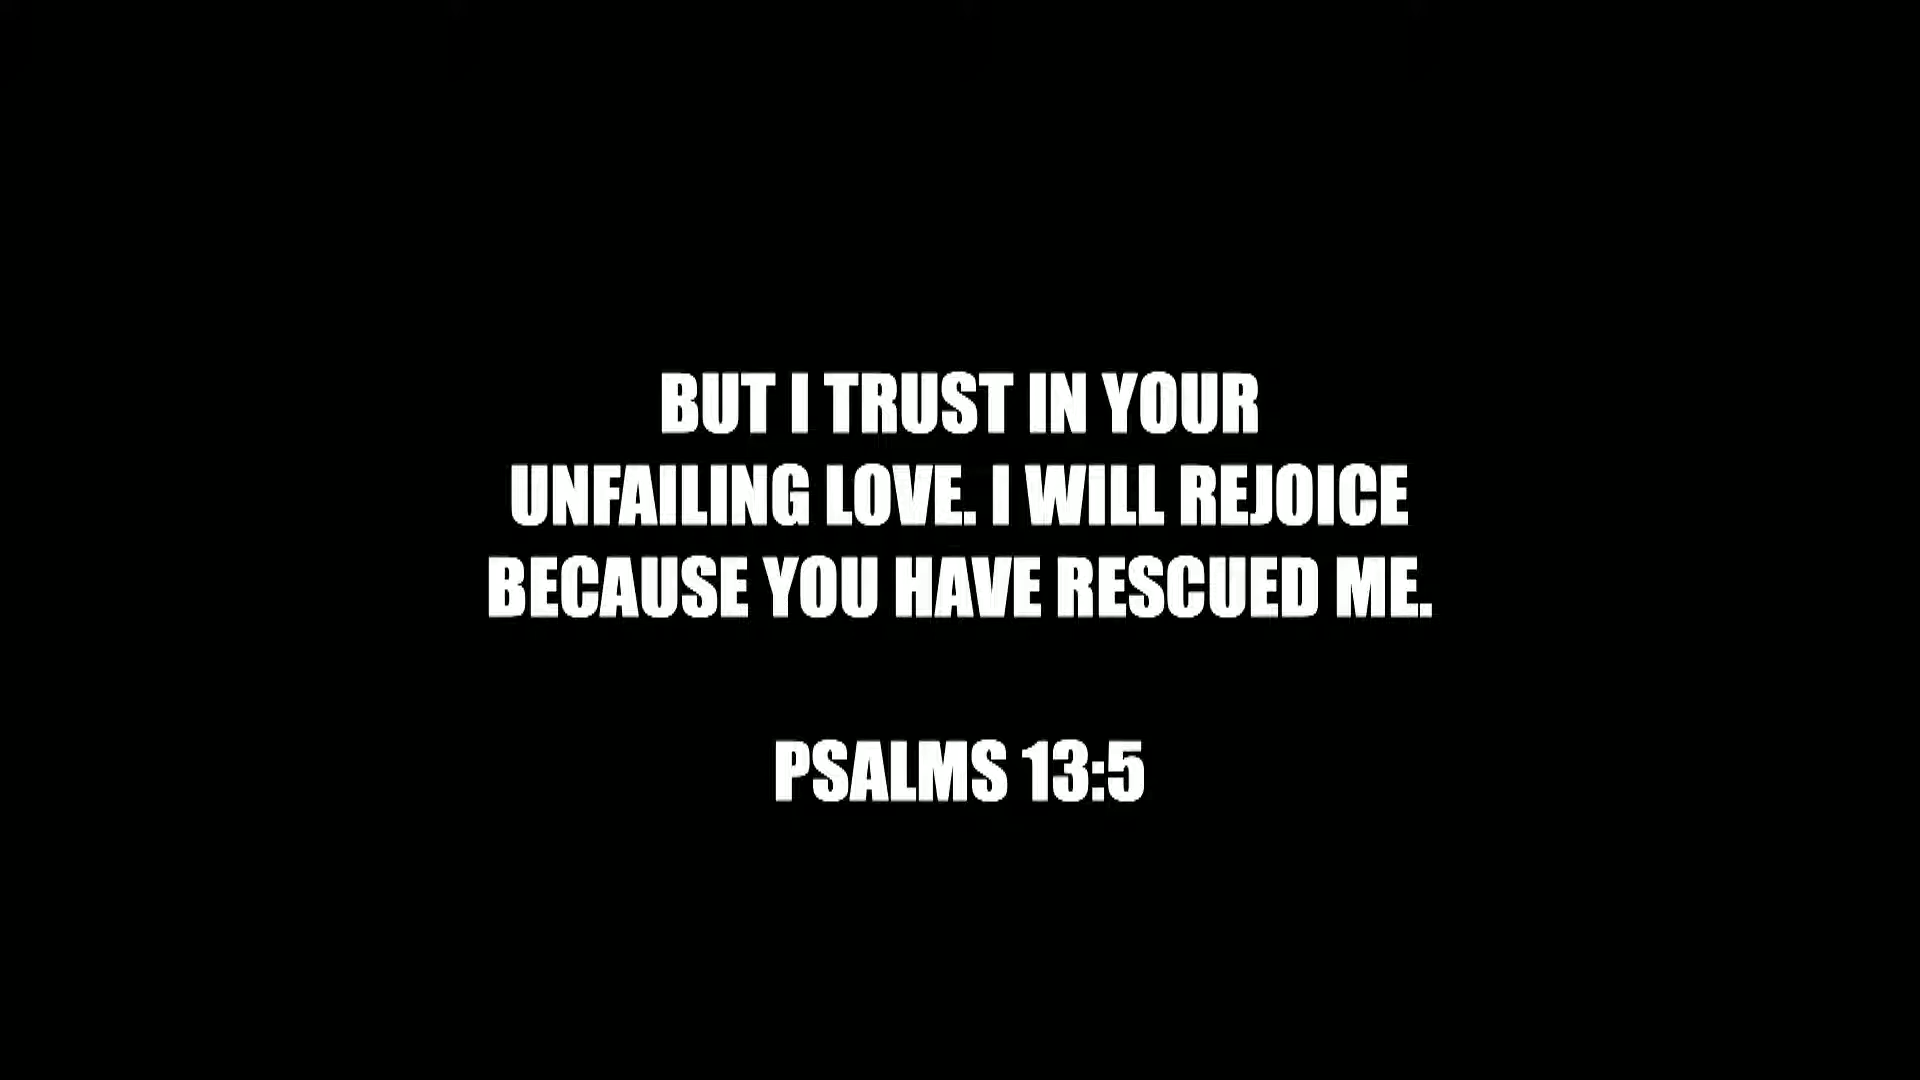 BUT I TRUST IN YOUR
UNFAILING LOVE. I WILL REJOICE
BECAUSE YOU HAVE RESCUED ME.
PSALMS 13:5